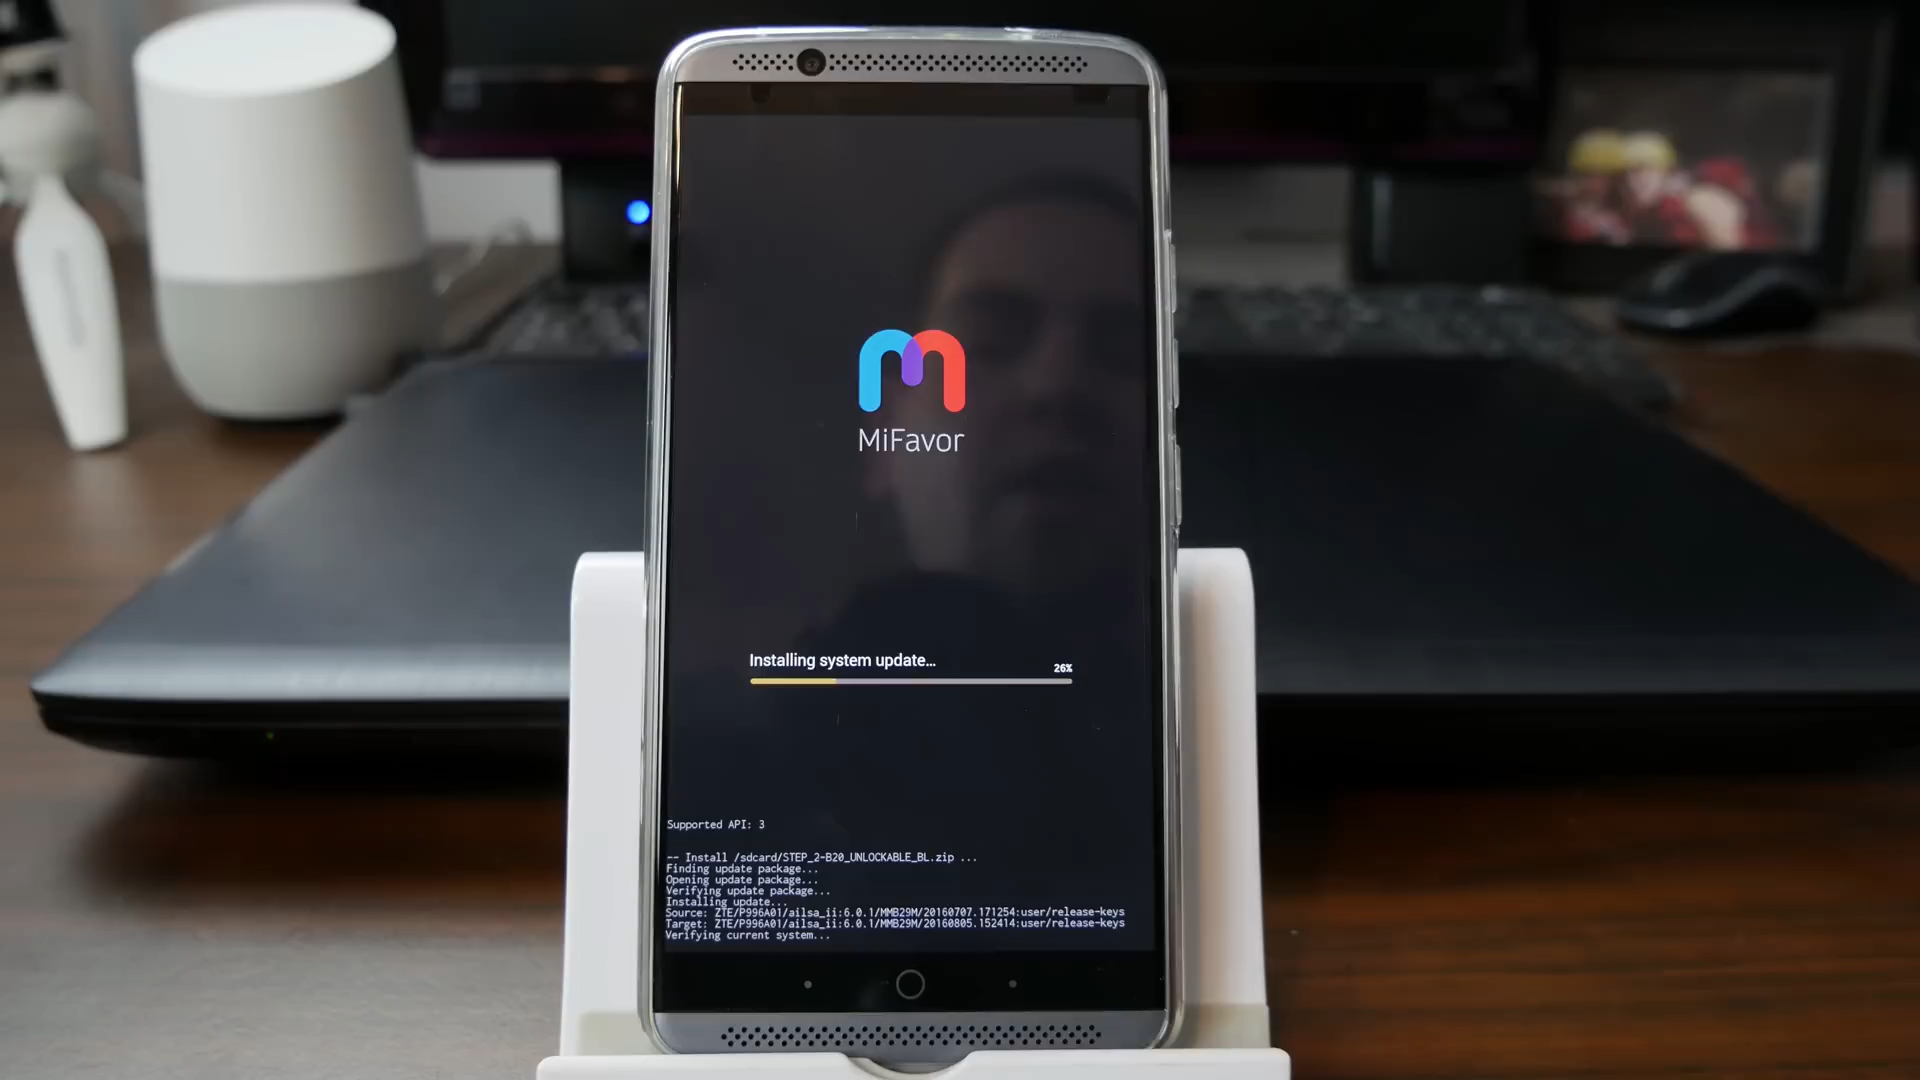 MiFavor
Installing system update...
26%
Supported API: 3
-- Install /sdcard/STEP_2-B20_UNLOCKABLE_BL.zip ...
Finding update package...
Opening update package...
Verifying update package...
Installing update...
Source: ZTE/P996A01/ailsa_ii:6.0.1/MMB29M/20160707.171254:user/release-keys
Target: ZTE/P996A01/ailsa_ii:6.0.1/MMB29M/20160805.152414:user/release-keys
Verifying current system...